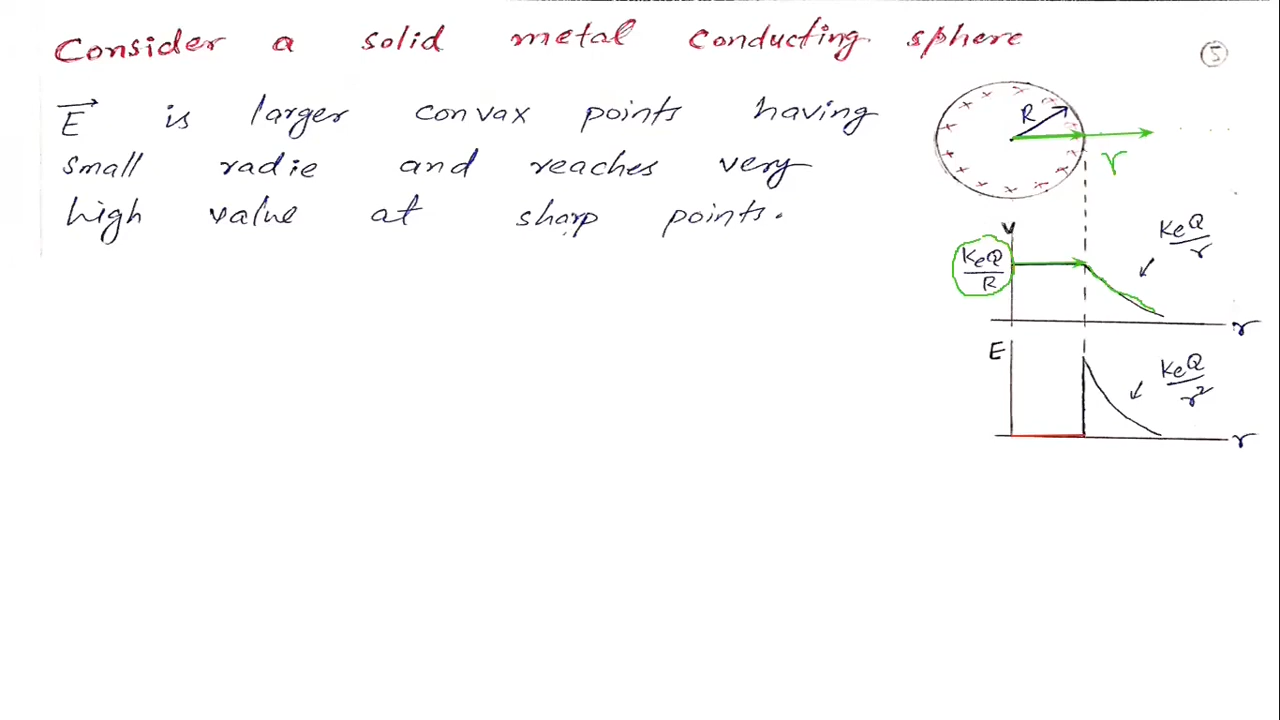 Consider a solid metal conducting sphere
5
E is larger convax points having
small radie and reaches very
high value at sharp points.
R
r
V
KeQ/R
KeQ/r
r
E
KeQ/r²
r